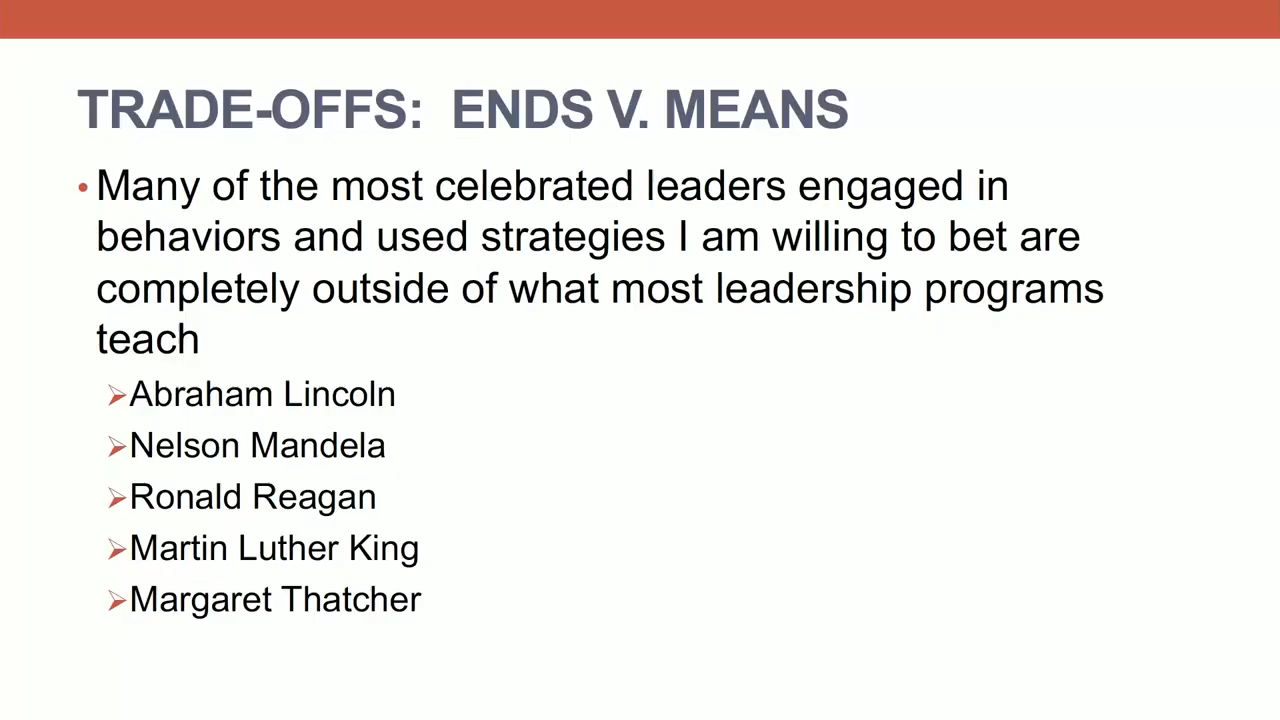 TRADE-OFFS: ENDS V. MEANS
• Many of the most celebrated leaders engaged in
behaviors and used strategies I am willing to bet are
completely outside of what most leadership programs
teach
➢Abraham Lincoln
➢Nelson Mandela
➢Ronald Reagan
➢Martin Luther King
➢Margaret Thatcher